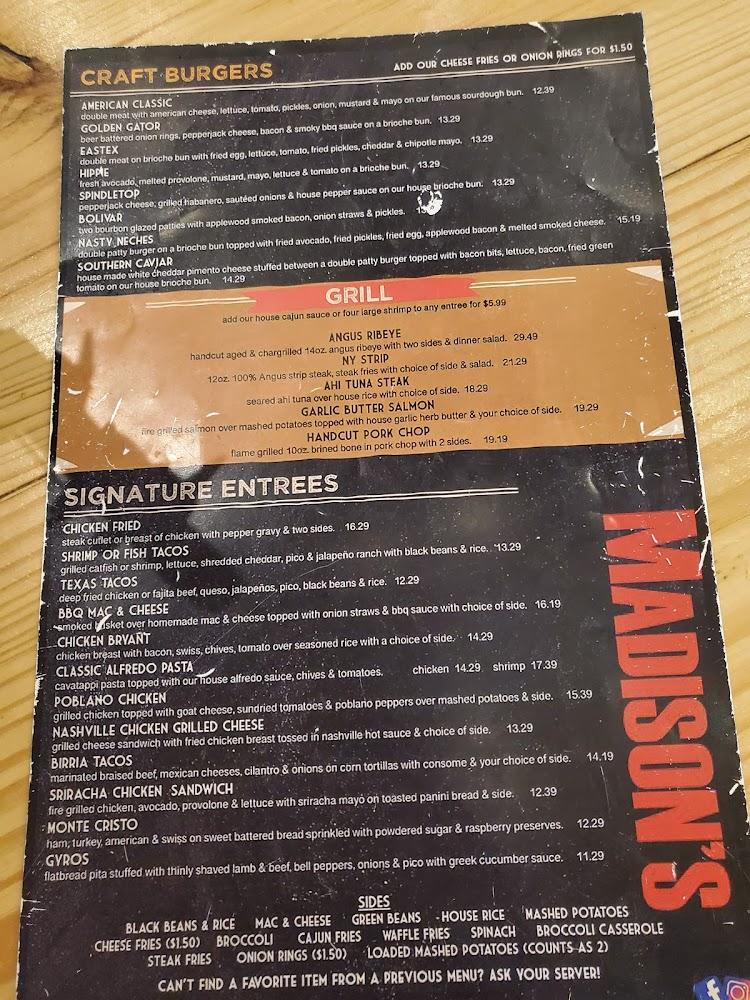 CRAFT BURGERS
ADD OUR CHEESE FRIES OR ONION RINGS FOR $1.50
AMERICAN CLASSIC
double meat with american cheese, lettuce, tomato, pickles, onion, mustard & mayo on our famous sourdough bun. 12.39
GOLDEN GATOR
beer battered onion rings, pepperjack cheese, bacon & smoky bbq sauce on a brioche bun. 13.29
EASTEX
double meat on brioche bun with fried egg, lettuce, tomato, fried pickles, cheddar & chipotle mayo. 13.29
HIPPIE
fresh avocado, melted provolone, mustard, mayo, lettuce & tomato on a brioche bun. 13.29
SPINDLETOP
pepperjack cheese, grilled habanero, sautéed onions & house pepper sauce on our house brioche bun. 13.29
BOLIVAR
two bourbon glazed patties with applewood smoked bacon, onion straws & pickles.
NASTY NECHES
double patty burger on a brioche bun topped with fried avocado, fried pickles, fried egg, applewood bacon & melted smoked cheese. 15.19
SOUTHERN CAVIAR
house made white cheddar pimento cheese stuffed between a double patty burger topped with bacon bits, lettuce, bacon, fried green
tomato on our house brioche bun. 14.29
GRILL
add our house cajun sauce or four large shrimp to any entree for $5.99
ANGUS RIBEYE
handcut aged & chargrilled 14oz. angus ribeye with two sides & dinner salad. 29.49
NY STRIP
12oz. 100% Angus strip steak, steak fries with choice of side & salad. 21.29
AHI TUNA STEAK
seared ahi tuna over house rice with choice of side. 18.29
GARLIC BUTTER SALMON
fire grilled salmon over mashed potatoes topped with house garlic herb butter & your choice of side. 19.29
HANDCUT PORK CHOP
flame grilled 10oz. brined bone in pork chop with 2 sides. 19.19
SIGNATURE ENTREES
CHICKEN FRIED
steak cutlet or breast of chicken with pepper gravy & two sides. 16.29
SHRIMP OR FISH TACOS
grilled catfish or shrimp, lettuce, shredded cheddar, pico & jalapeño ranch with black beans & rice. 13.29
TEXAS TACOS
deep fried chicken or fajita beef, queso, jalapeños, pico, black beans & rice. 12.29
BBQ MAC & CHEESE
smoked brisket over homemade mac & cheese topped with onion straws & bbq sauce with choice of side. 16.19
CHICKEN BRYANT
chicken breast with bacon, swiss, chives, tomato over seasoned rice with a choice of side. 14.29
CLASSIC ALFREDO PASTA
cavatappi pasta topped with our house alfredo sauce, chives & tomatoes. chicken 14.29 shrimp 17.39
POBLANO CHICKEN
grilled chicken topped with goat cheese, sundried tomatoes & poblano peppers over mashed potatoes & side. 15.39
NASHVILLE CHICKEN GRILLED CHEESE
grilled cheese sandwich with fried chicken breast tossed in nashville hot sauce & choice of side. 13.29
BIRRIA TACOS
marinated braised beef, mexican cheeses, cilantro & onions on corn tortillas with consome & your choice of side. 14.19
SRIRACHA CHICKEN SANDWICH
fire grilled chicken, avocado, provolone & lettuce with sriracha mayo on toasted panini bread & side. 12.39
MONTE CRISTO
ham, turkey, american & swiss on sweet battered bread sprinkled with powdered sugar & raspberry preserves. 12.29
GYROS
flatbread pita stuffed with thinly shaved lamb & beef, bell peppers, onions & pico with greek cucumber sauce. 11.29
MADISON'S
SIDES
BLACK BEANS & RICE MAC & CHEESE GREEN BEANS HOUSE RICE MASHED POTATOES
CHEESE FRIES ($1.50) BROCCOLI CAJUN FRIES WAFFLE FRIES SPINACH BROCCOLI CASSEROLE
STEAK FRIES ONION RINGS ($1.50) LOADED MASHED POTATOES (COUNTS AS 2)
CAN'T FIND A FAVORITE ITEM FROM A PREVIOUS MENU? ASK YOUR SERVER!